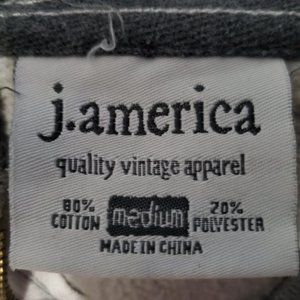 j.america
quality vintage apparel
80% medium 20%
COTTON POLYESTER
MADE IN CHINA